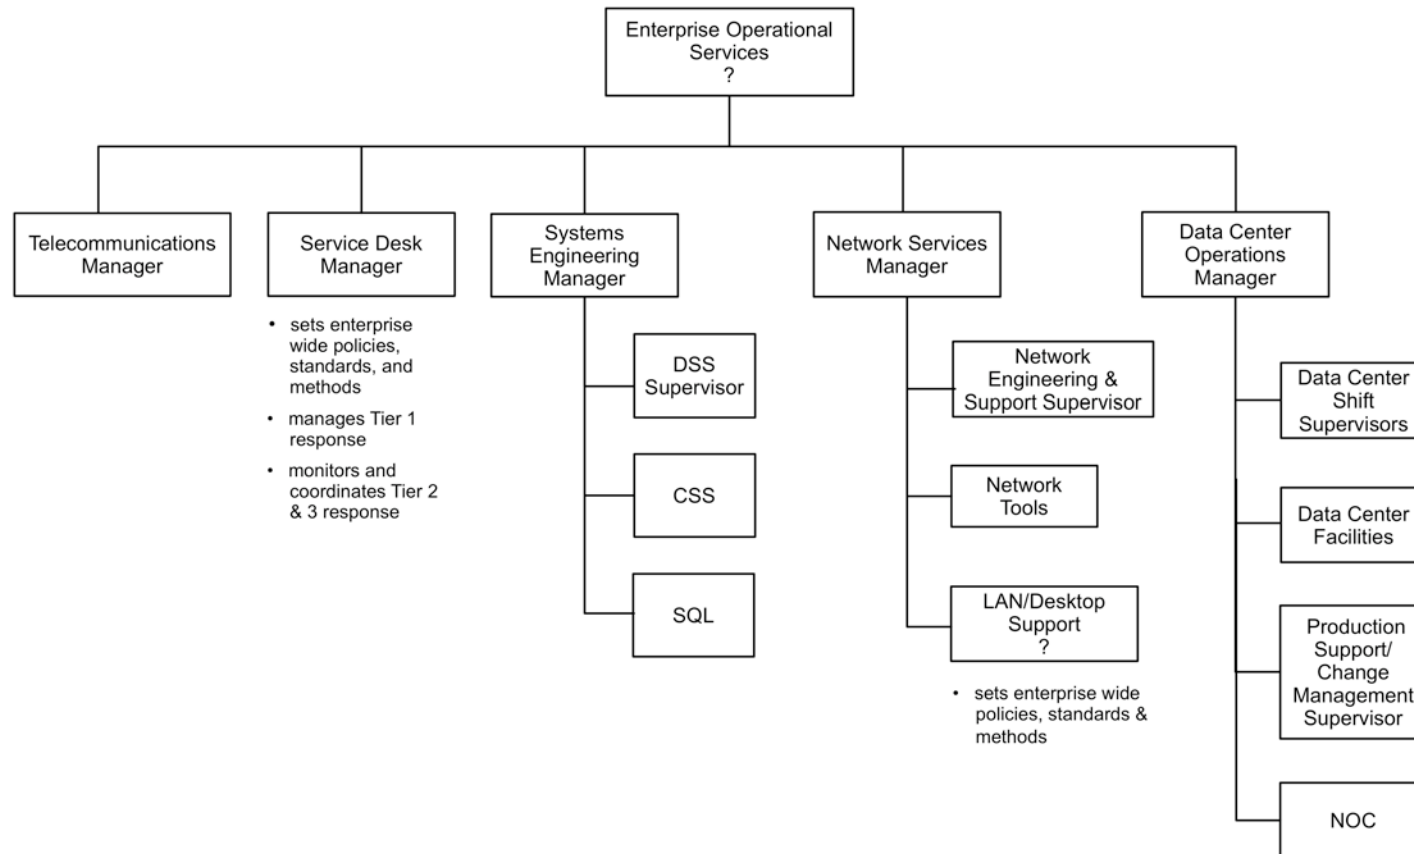 Enterprise Operational
Services
?
Telecommunications
Manager
Service Desk
Manager
• sets enterprise
wide policies,
standards, and
methods
• manages Tier 1
response
• monitors and
coordinates Tier 2
& 3 response
Systems
Engineering
Manager
DSS
Supervisor
CSS
SQL
Network Services
Manager
Network
Engineering &
Support Supervisor
Network
Tools
LAN/Desktop
Support
?
• sets enterprise wide
policies, standards &
methods
Data Center
Operations
Manager
Data Center
Shift
Supervisors
Data Center
Facilities
Production
Support/
Change
Management
Supervisor
NOC